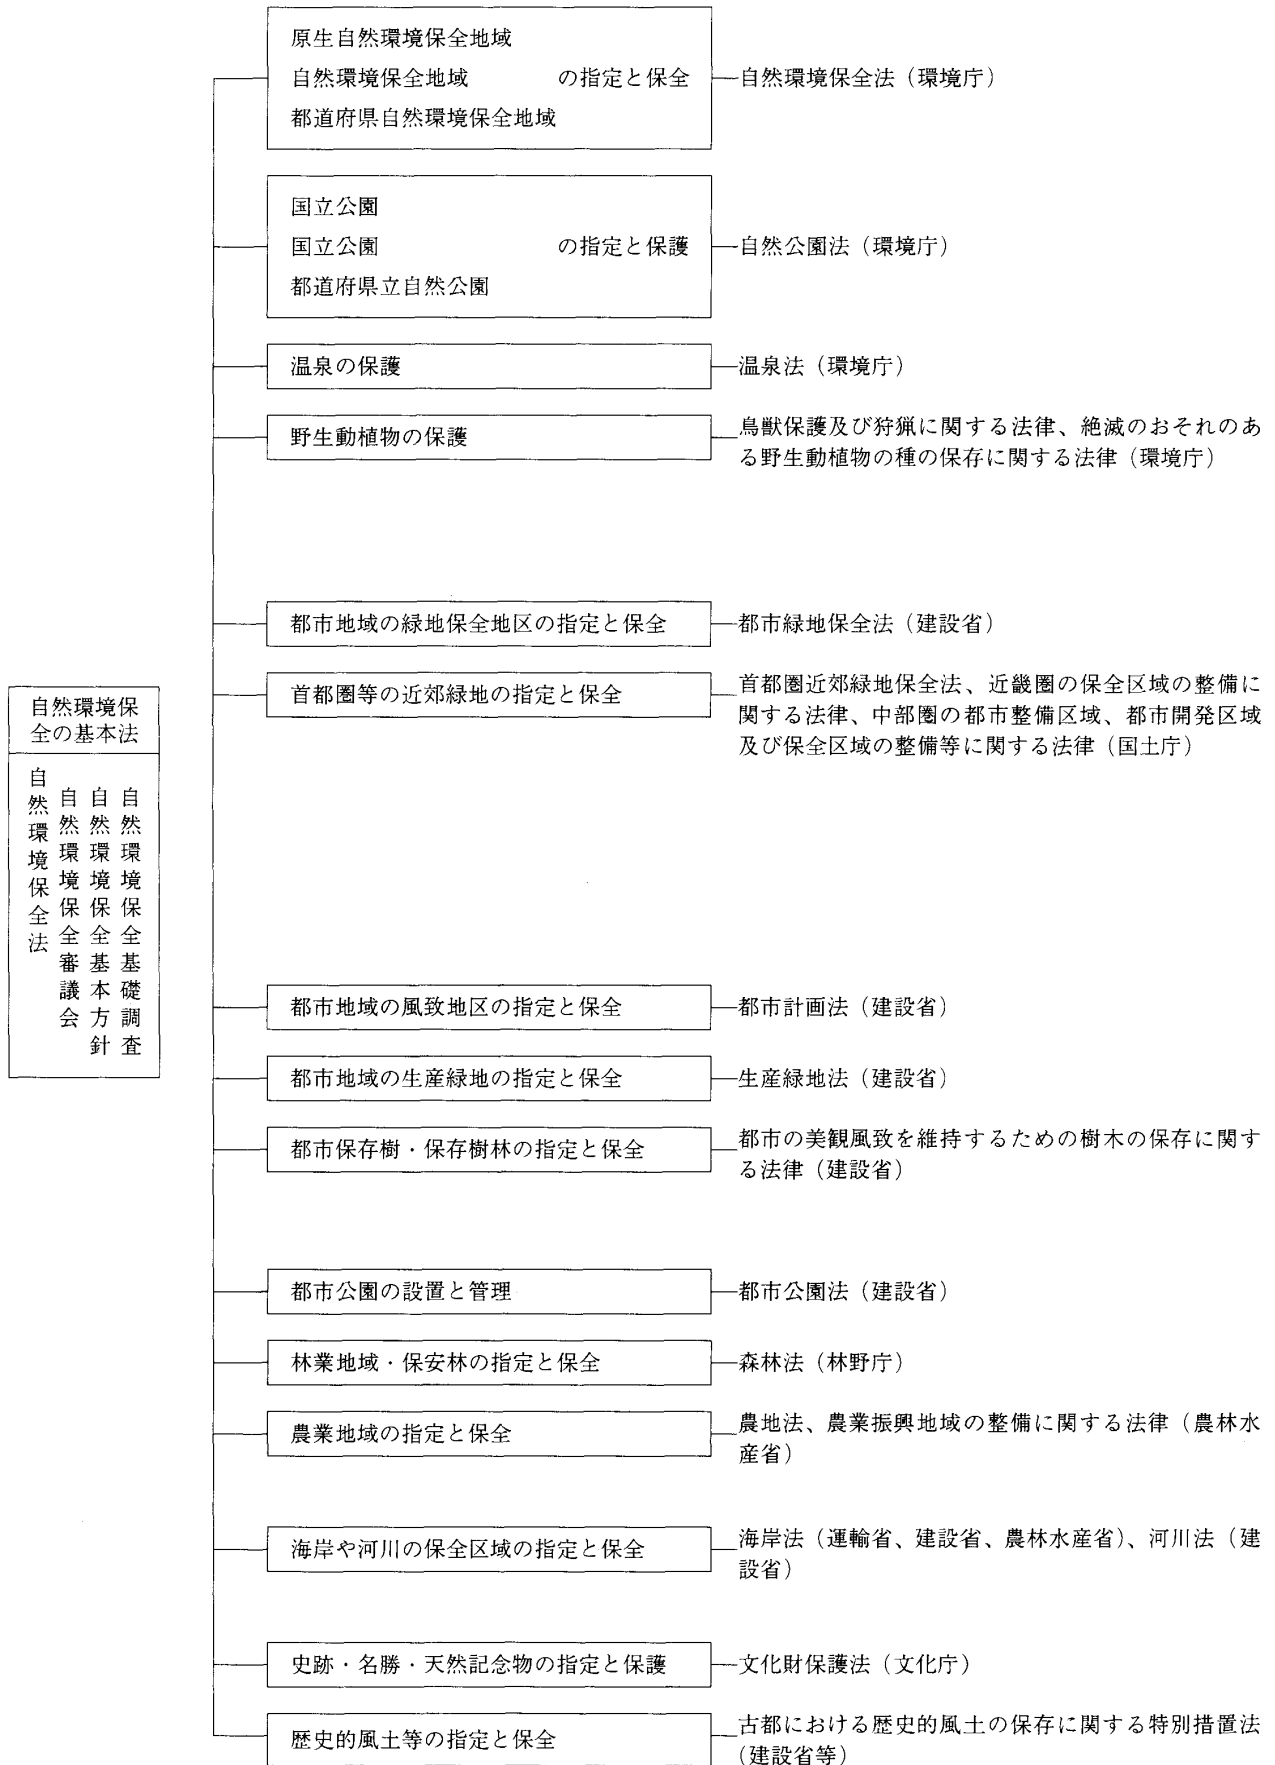 自然環境保
全の基本法
自然環境保全法
自然環境保全審議会
自然環境保全基本方針
自然環境保全基礎調査
原生自然環境保全地域
自然環境保全地域 の指定と保全
都道府県自然環境保全地域
自然環境保全法（環境庁）
国立公園
国立公園 の指定と保護
都道府県立自然公園
自然公園法（環境庁）
温泉の保護
温泉法（環境庁）
野生動植物の保護
鳥獣保護及び狩猟に関する法律、絶滅のおそれのあ
る野生動植物の種の保存に関する法律（環境庁）
都市地域の緑地保全地区の指定と保全
都市緑地保全法（建設省）
首都圏等の近郊緑地の指定と保全
首都圏近郊緑地保全法、近畿圏の保全区域の整備に
関する法律、中部圏の都市整備区域、都市開発区域
及び保全区域の整備等に関する法律（国土庁）
都市地域の風致地区の指定と保全
都市計画法（建設省）
都市地域の生産緑地の指定と保全
生産緑地法（建設省）
都市保存樹・保存樹林の指定と保全
都市の美観風致を維持するための樹木の保存に関す
る法律（建設省）
都市公園の設置と管理
都市公園法（建設省）
林業地域・保安林の指定と保全
森林法（林野庁）
農業地域の指定と保全
農地法、農業振興地域の整備に関する法律（農林水
産省）
海岸や河川の保全区域の指定と保全
海岸法（運輸省、建設省、農林水産省）、河川法（建
設省）
史跡・名勝・天然記念物の指定と保護
文化財保護法（文化庁）
歴史的風土等の指定と保全
古都における歴史的風土の保存に関する特別措置法
（建設省等）